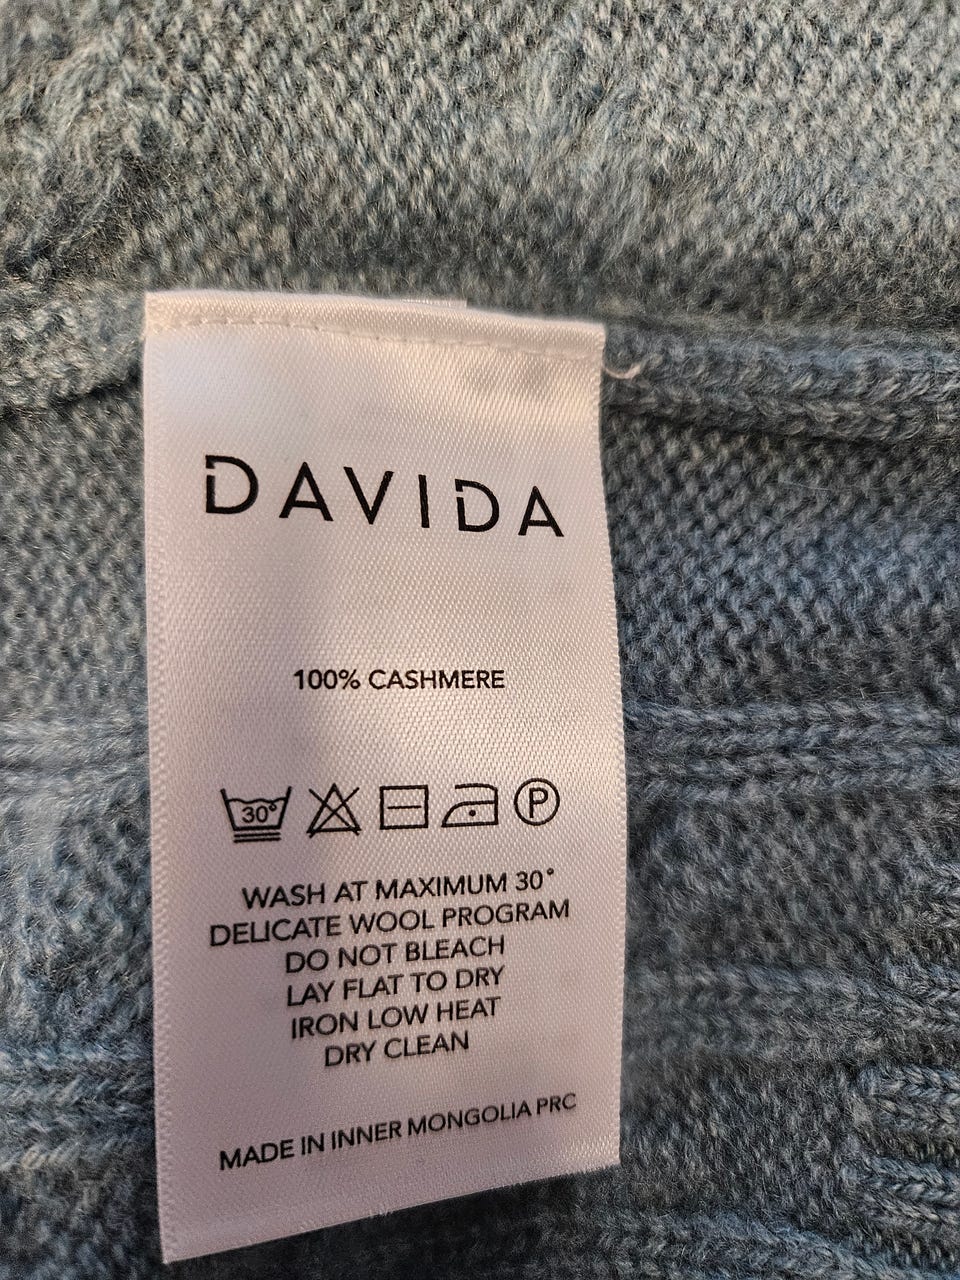 DAVIDA
100% CASHMERE
30° P
WASH AT MAXIMUM 30°
DELICATE WOOL PROGRAM
DO NOT BLEACH
LAY FLAT TO DRY
IRON LOW HEAT
DRY CLEAN
MADE IN INNER MONGOLIA PRC